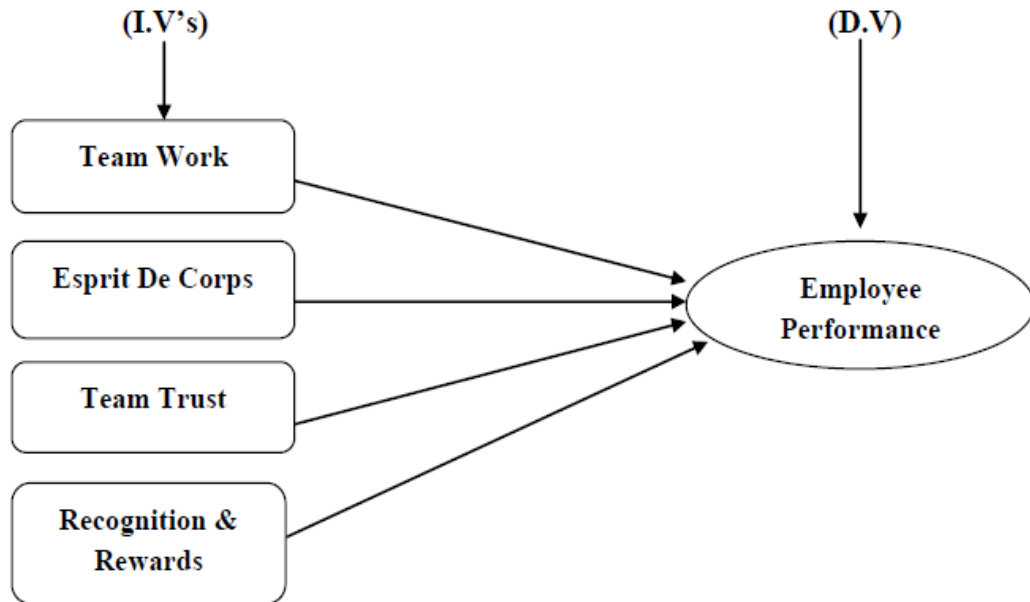 (I.V’s)
(D.V)
Team Work
Esprit De Corps
Team Trust
Recognition &
Rewards
Employee
Performance